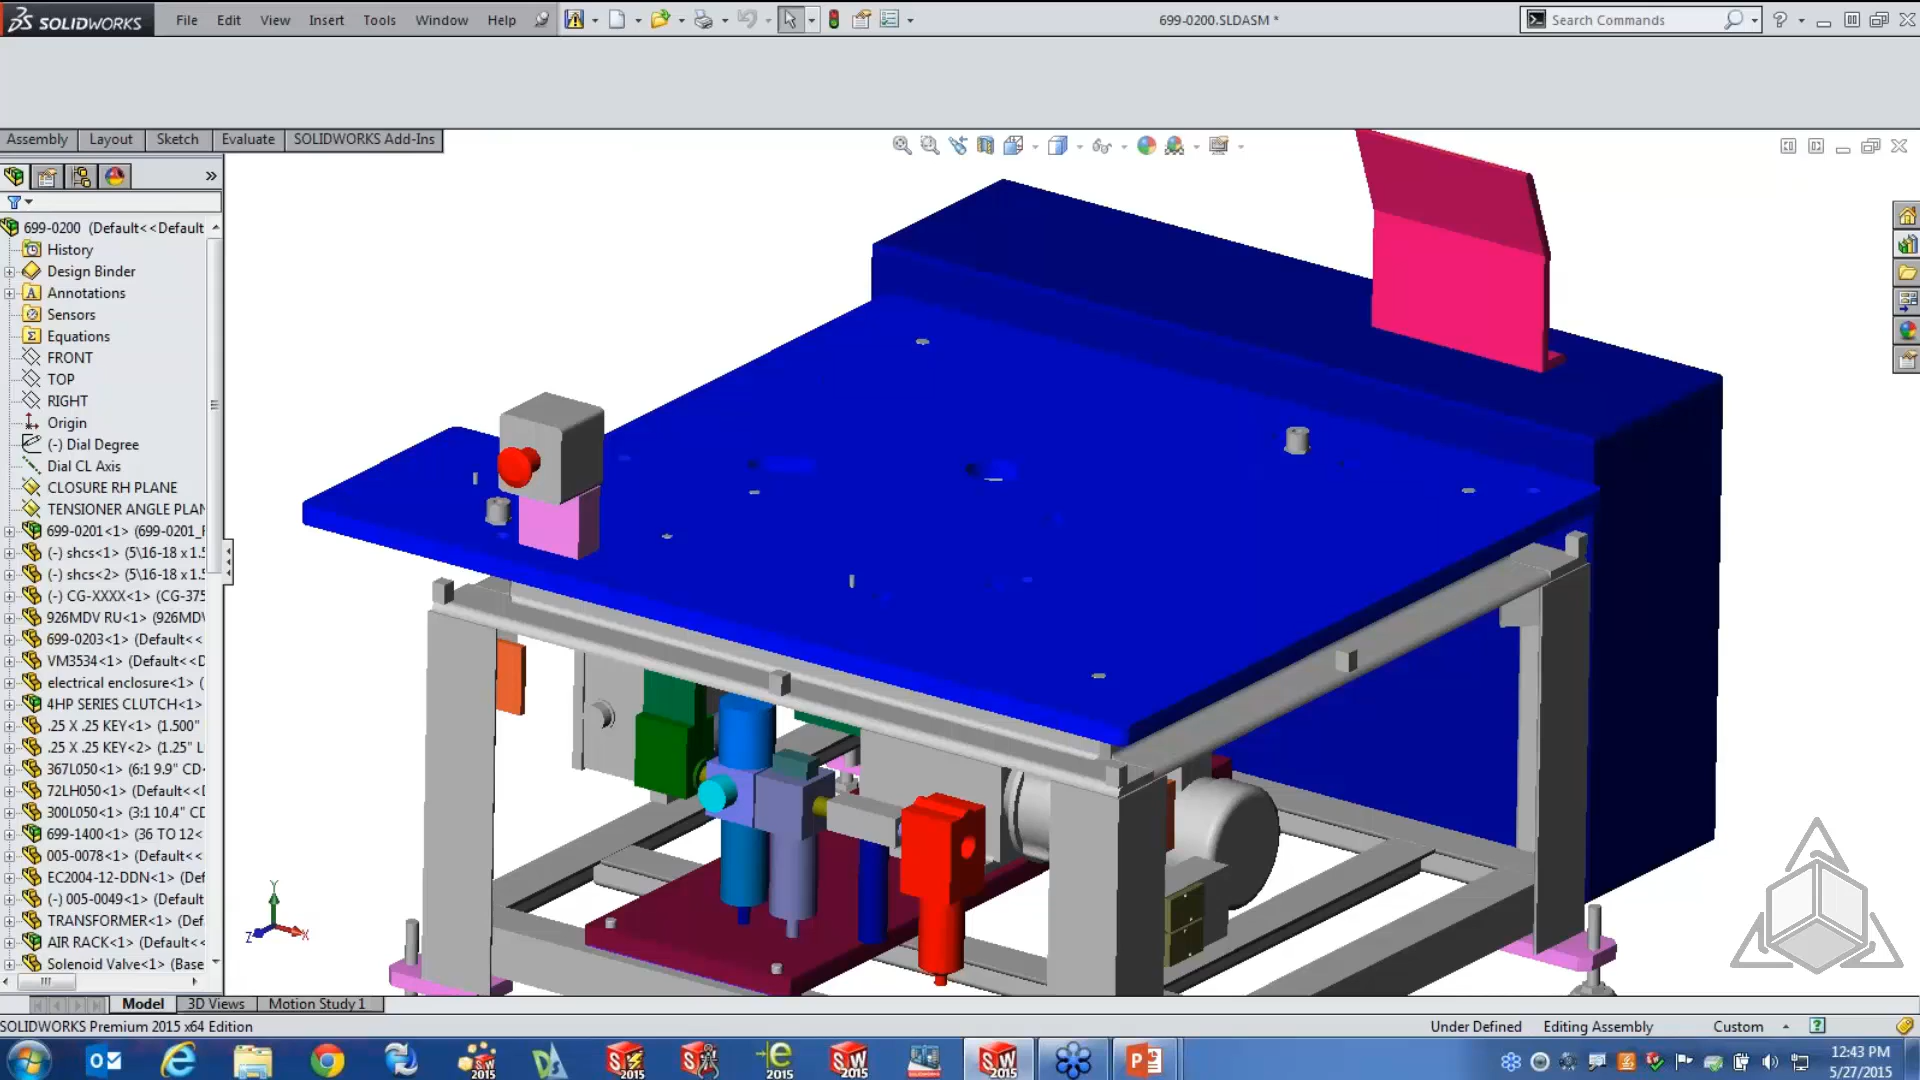 SOLIDWORKS File Edit View Insert Tools Window Help 699-0200.SLDASM * Search Commands
Assembly Layout Sketch Evaluate SOLIDWORKS Add-Ins
699-0200 (Default<<Default
History
Design Binder
Annotations
Sensors
Equations
FRONT
TOP
RIGHT
Origin
(-) Dial Degree
Dial CL Axis
CLOSURE RH PLANE
TENSIONER ANGLE PLAN
699-0201<1> (699-0201_F
(-) shcs<1> (5\16-18 x 1.5
(-) shcs<2> (5\16-18 x 1.5
(-) CG-XXXX<1> (CG-375
926MDV RU<1> (926MDV
699-0203<1> (Default<<
VM3534<1> (Default<<D
electrical enclosure<1> (
4HP SERIES CLUTCH<1>
.25 X .25 KEY<1> (1.500"
.25 X .25 KEY<2> (1.25" L
367L050<1> (6:1 9.9" CD
72LH050<1> (Default<<D
300L050<1> (3:1 10.4" CD
699-1400<1> (36 TO 12<
005-0078<1> (Default<<
EC2004-12-DDN<1> (Def
(-) 005-0049<1> (Default
TRANSFORMER<1> (Def
AIR RACK<1> (Default<<
Solenoid Valve<1> (Base
Y
Z X
Model 3D Views Motion Study 1
SOLIDWORKS Premium 2015 x64 Edition Under Defined Editing Assembly Custom
12:43 PM
5/27/2015